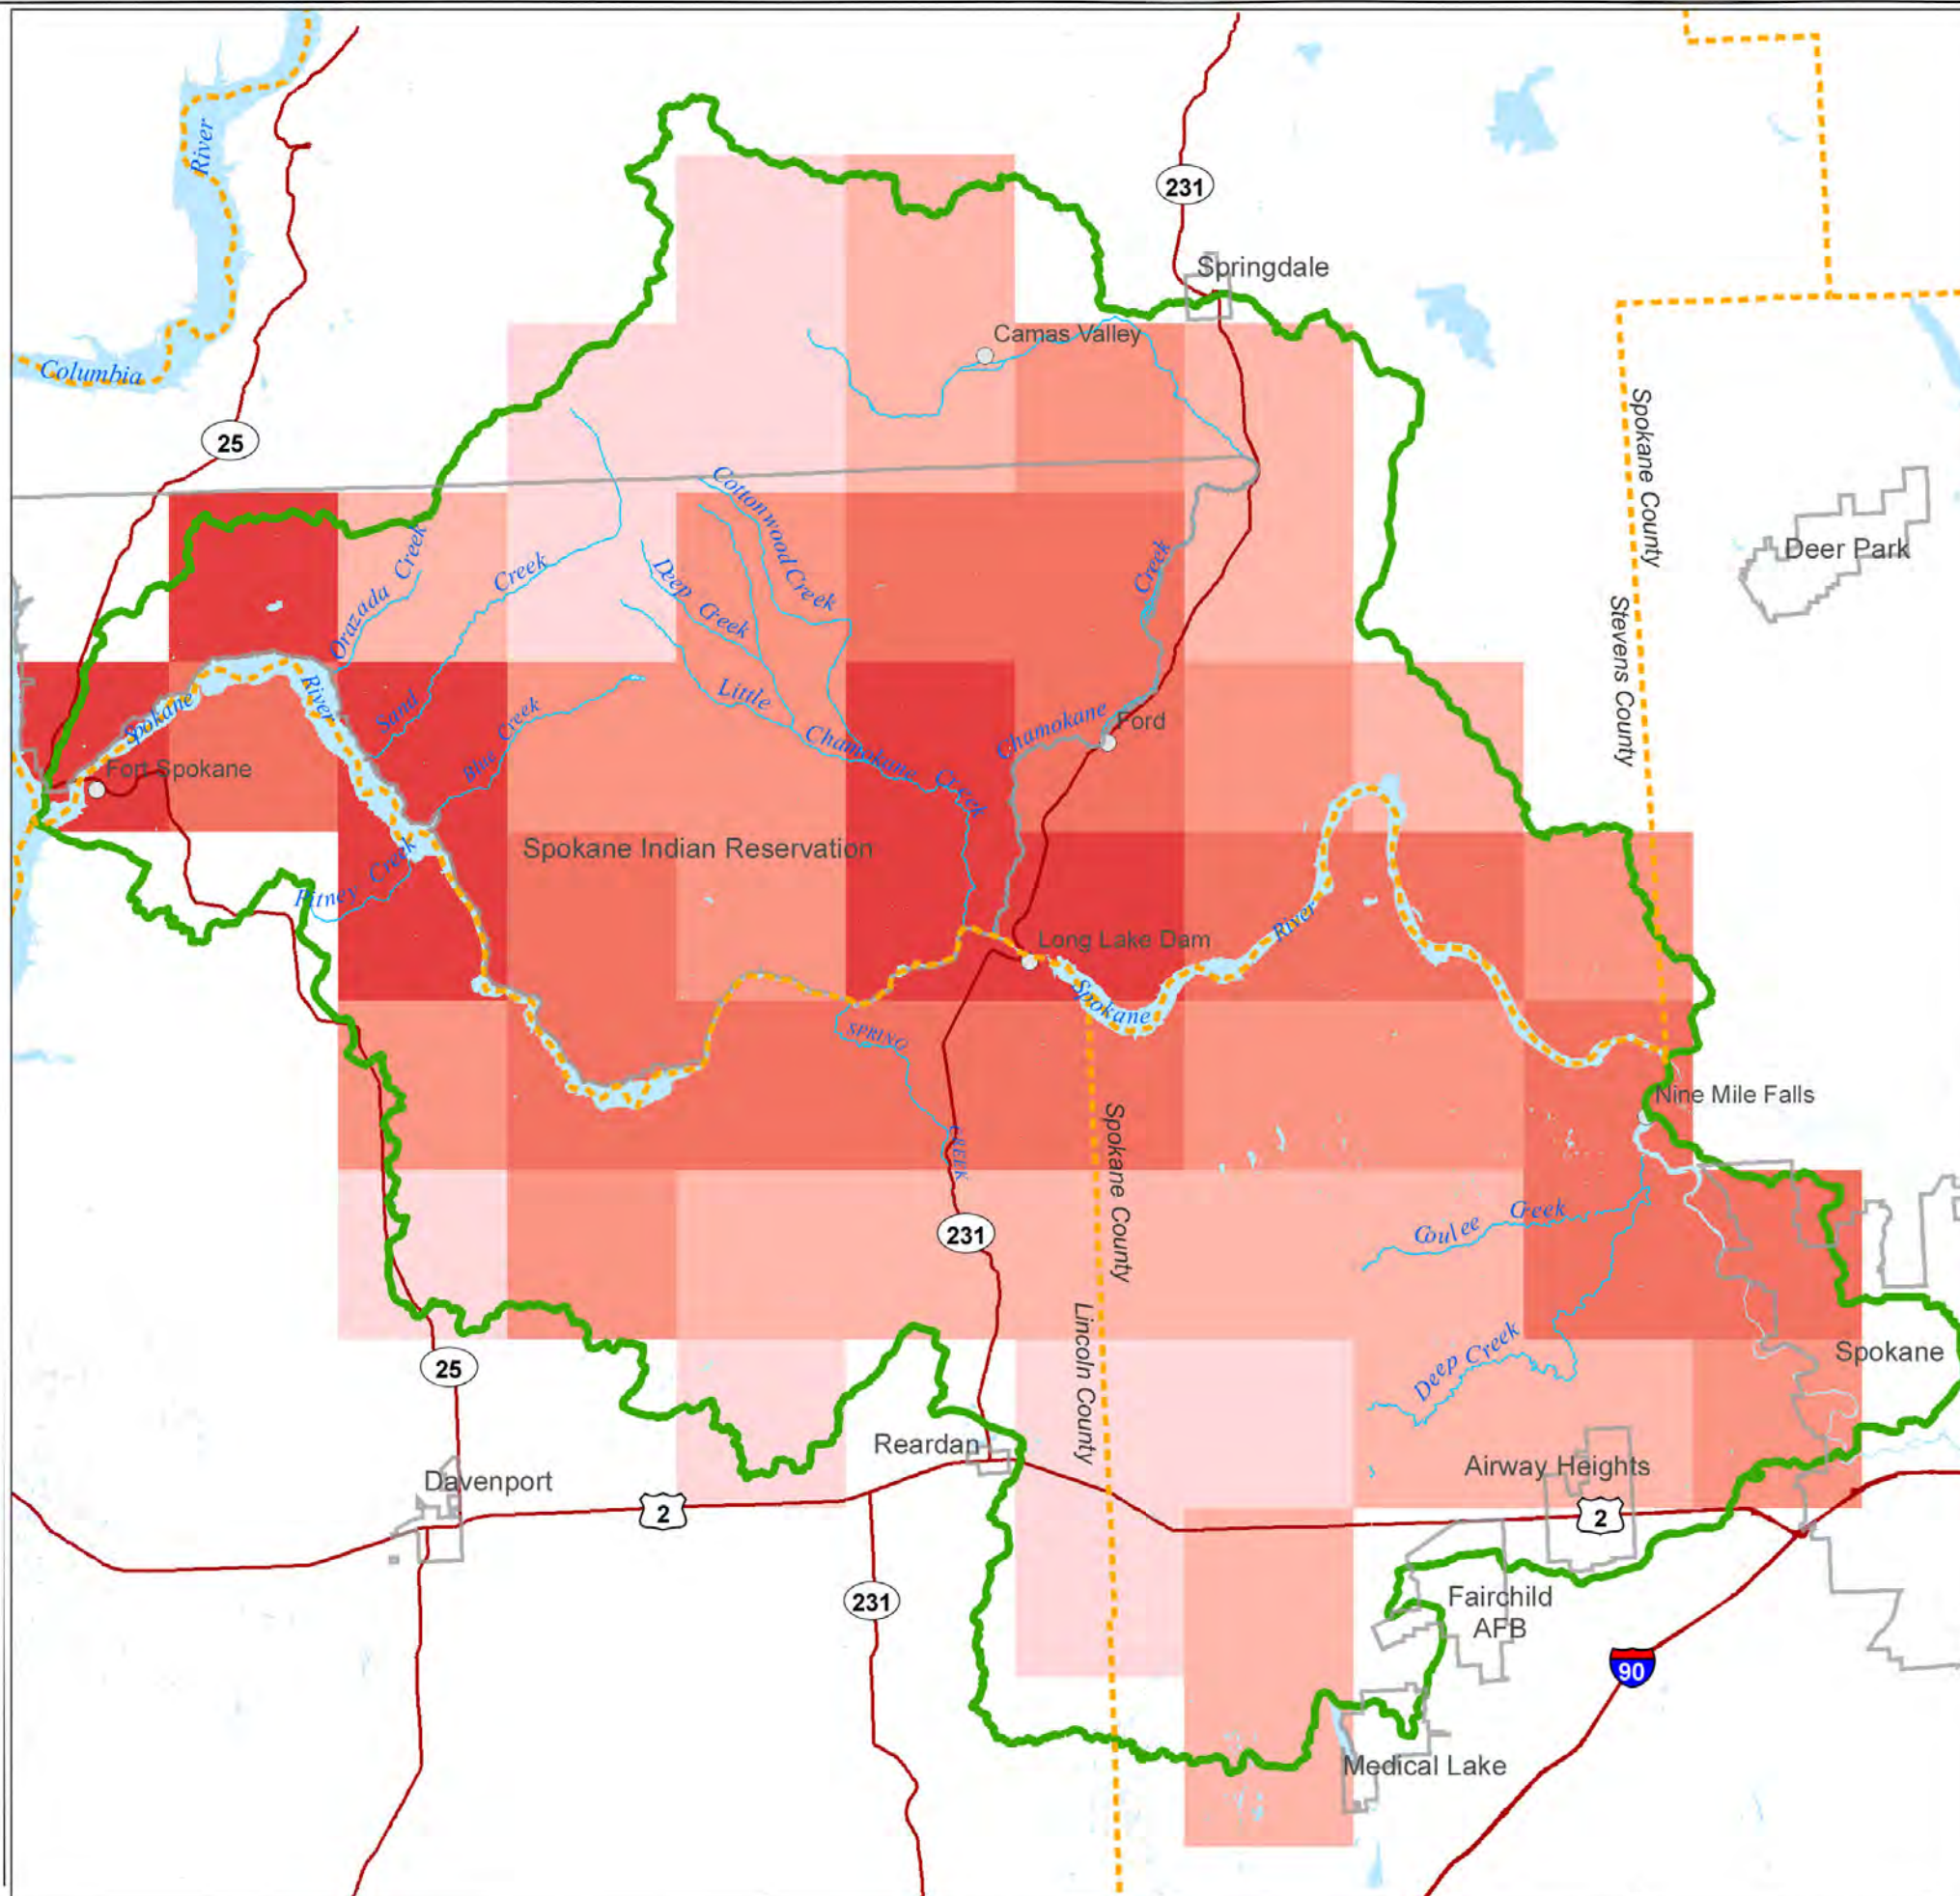 River
231
Springdale
Camas Valley
Columbia
25
Spokane County
Stevens County
Deer Park
Cottonwood Creek
Creek
Orazada Creek
Sand Creek
Deep Creek
Little Chamokane Creek
Chamokane
Ford
Spokane River
Blue Creek
Fort Spokane
Spokane Indian Reservation
Pitney Creek
Long Lake Dam
Spokane River
SPRING CREEK
Nine Mile Falls
Spokane County
Lincoln County
Coulee Creek
231
Deep Creek
Spokane
25
Reardan
Airway Heights
Davenport
2
2
231
Fairchild
AFB
90
Medical Lake